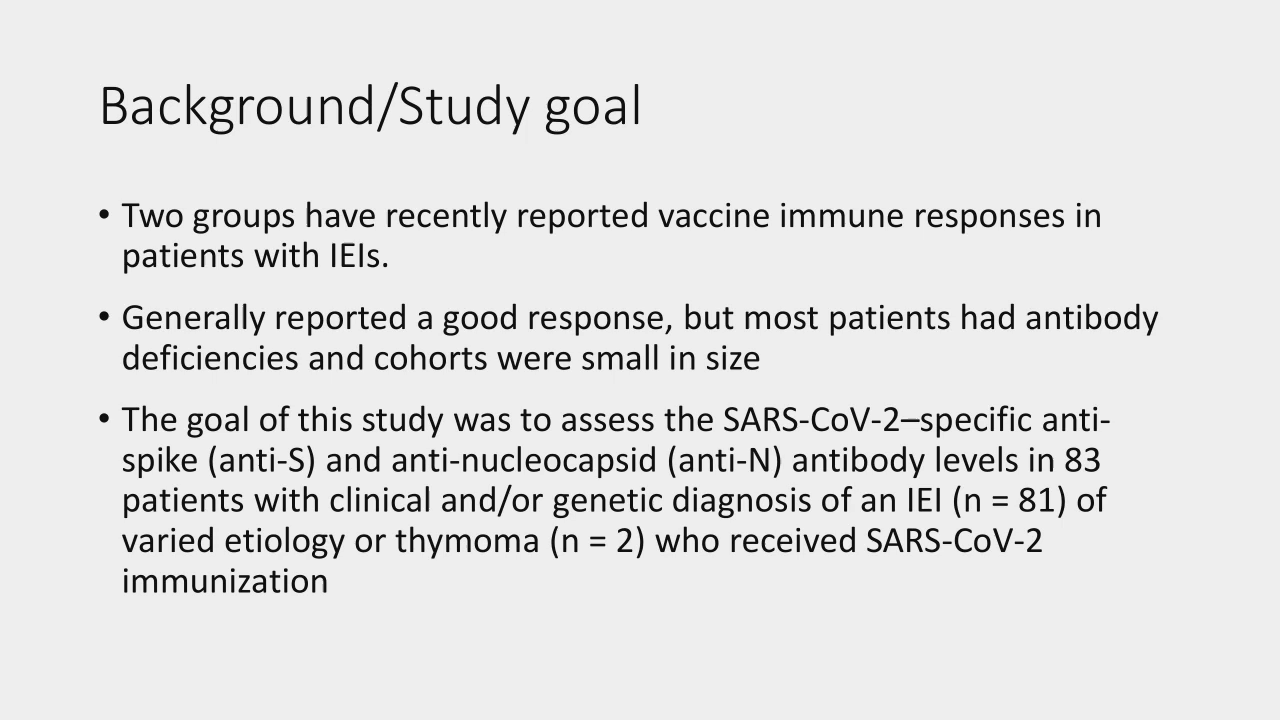 Background/Study goal
• Two groups have recently reported vaccine immune responses in
patients with IEIs.
• Generally reported a good response, but most patients had antibody
deficiencies and cohorts were small in size
• The goal of this study was to assess the SARS-CoV-2–specific anti-
spike (anti-S) and anti-nucleocapsid (anti-N) antibody levels in 83
patients with clinical and/or genetic diagnosis of an IEI (n = 81) of
varied etiology or thymoma (n = 2) who received SARS-CoV-2
immunization